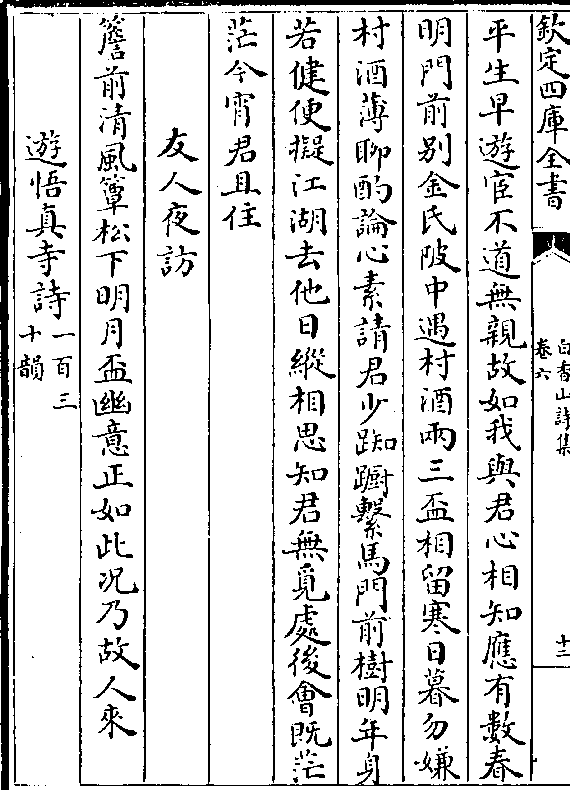 欽定四庫全書
白香山詩集
卷六
十二
平生早遊宦不道無親故如我與君心相知應有數春
明門前别金氏陂中遇村酒兩三盃相留寒日暮勿嫌
村酒薄聊酌論心素請君少踟蹰繫馬門前樹明年身
若健便擬江湖去他日縱相思知君無覓處後會既茫
茫今宵君且住
友人夜訪
簷前清風簟松下明月盃幽意正如此况乃故人來
遊悟真寺詩一百三
十韻